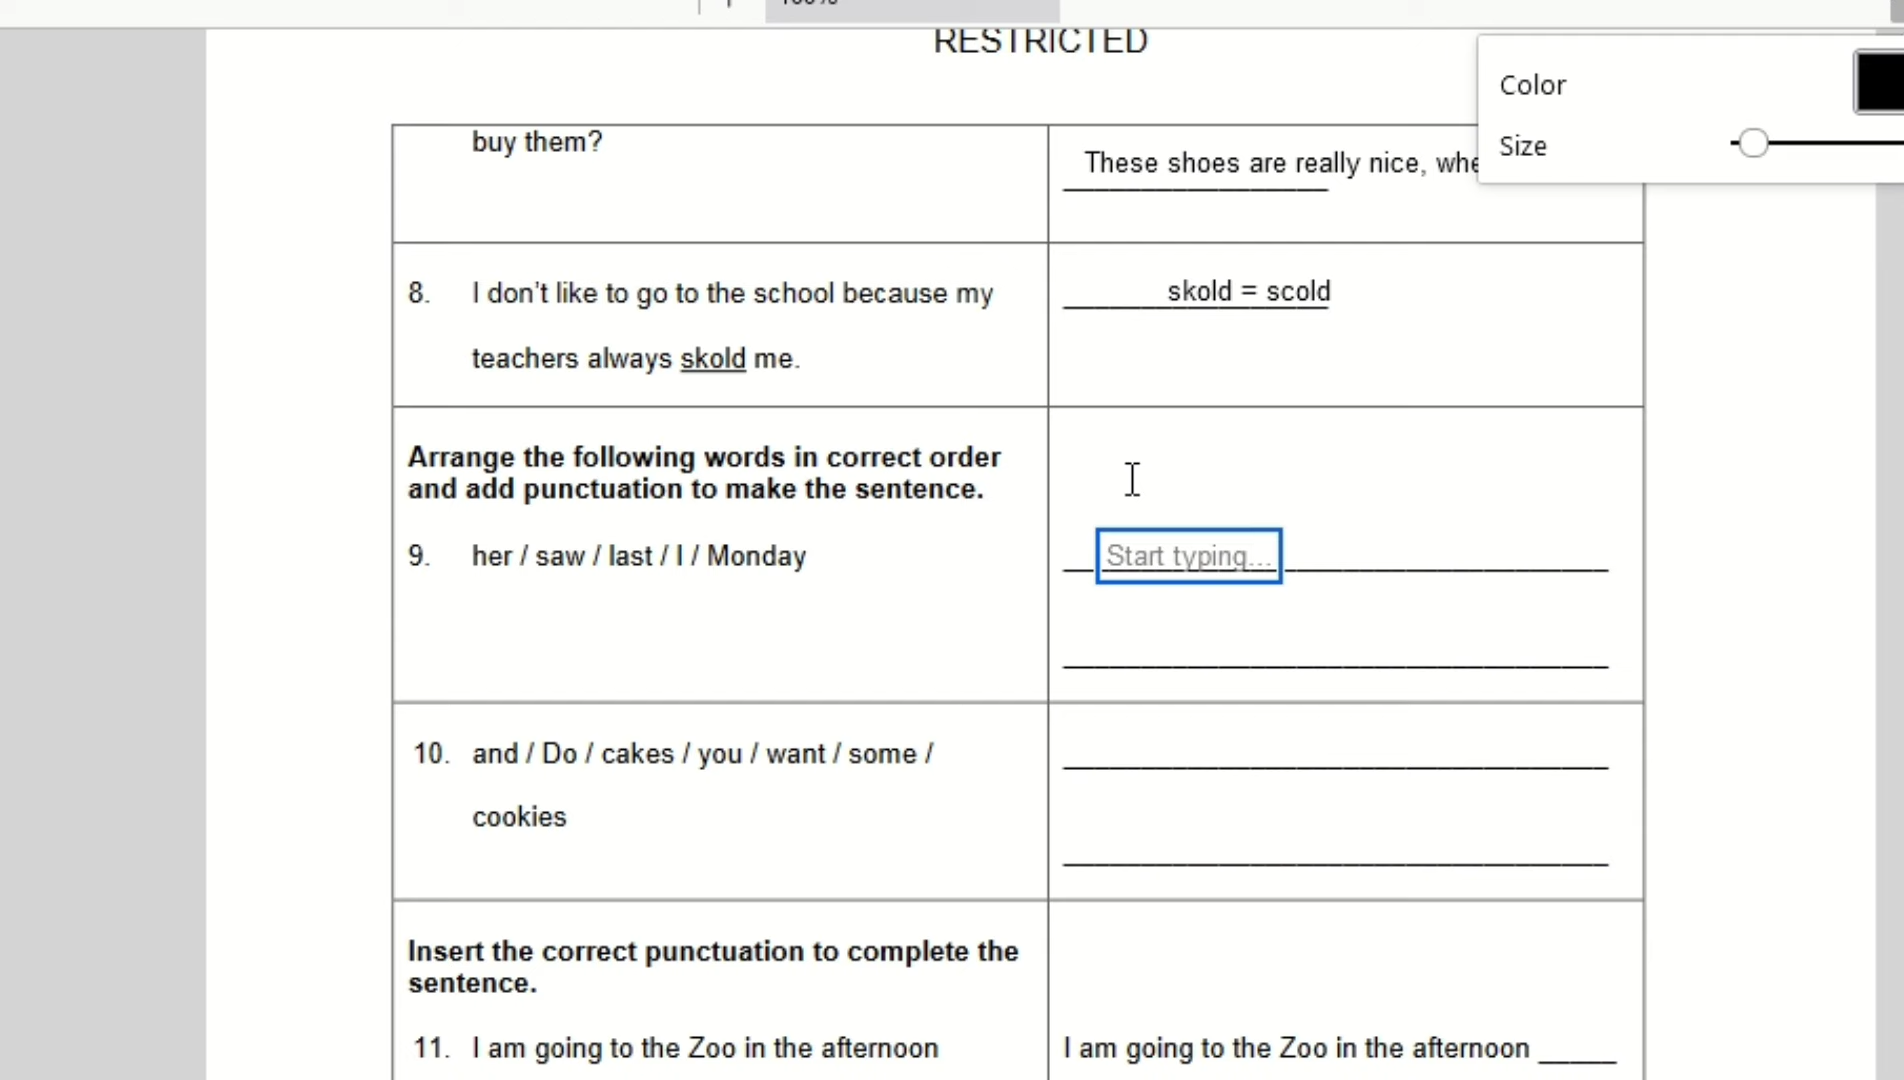 RESTRICTED
Color
Size
buy them?
These shoes are really nice,
8. I don't like to go to the school because my
teachers always skold me.
skold = scold
Arrange the following words in correct order
and add punctuation to make the sentence.
9. her / saw / last / I / Monday
Start typing...
10. and / Do / cakes / you / want / some /
cookies
Insert the correct punctuation to complete the
sentence.
11. I am going to the Zoo in the afternoon
I am going to the Zoo in the afternoon _____